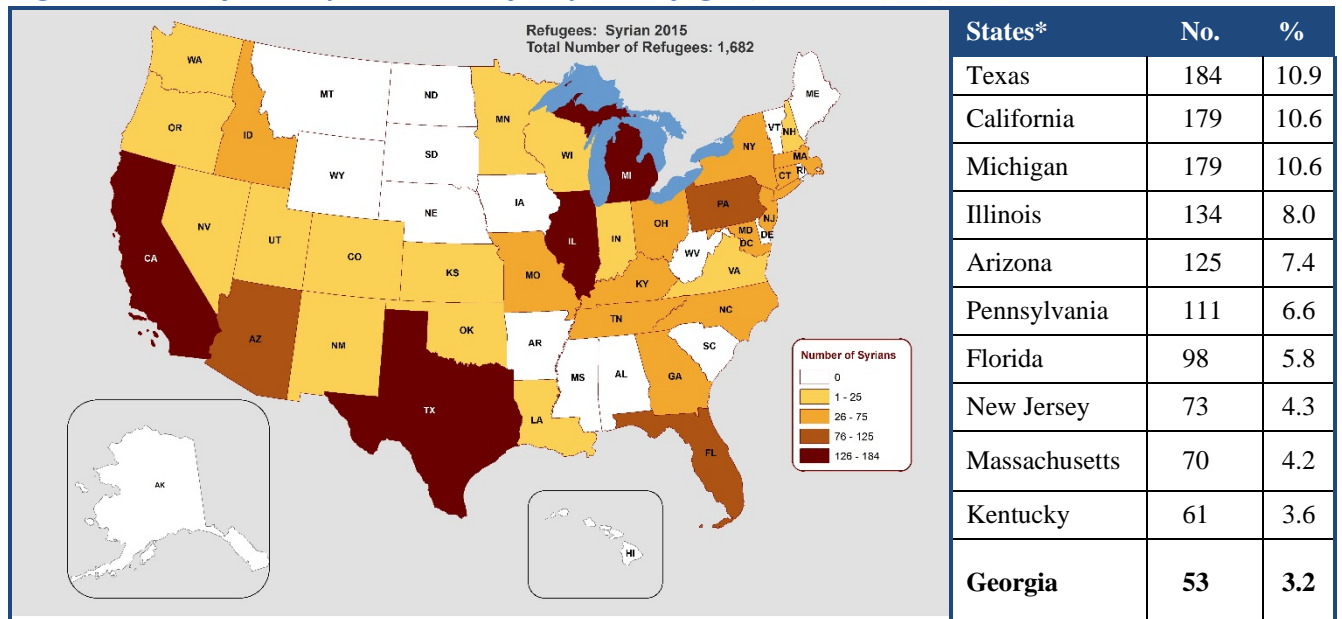 Refugees: Syrian 2015
Total Number of Refugees: 1,682
WA
MT
ND
ME
OR
ID
MN
VT
NH
SD
WI
NY
MA
WY
MI
CT
RI
IA
PA
NE
NJ
NV
OH
MD
DE
IL
IN
DC
UT
CO
WV
CA
VA
KS
MO
KY
NC
TN
AZ
OK
NM
AR
SC
MS
AL
GA
TX
LA
FL
AK
HI
Number of Syrians
0
1 - 25
26 - 75
76 - 125
126 - 184
States* No. %
Texas 184 10.9
California 179 10.6
Michigan 179 10.6
Illinois 134 8.0
Arizona 125 7.4
Pennsylvania 111 6.6
Florida 98 5.8
New Jersey 73 4.3
Massachusetts 70 4.2
Kentucky 61 3.6
Georgia 53 3.2